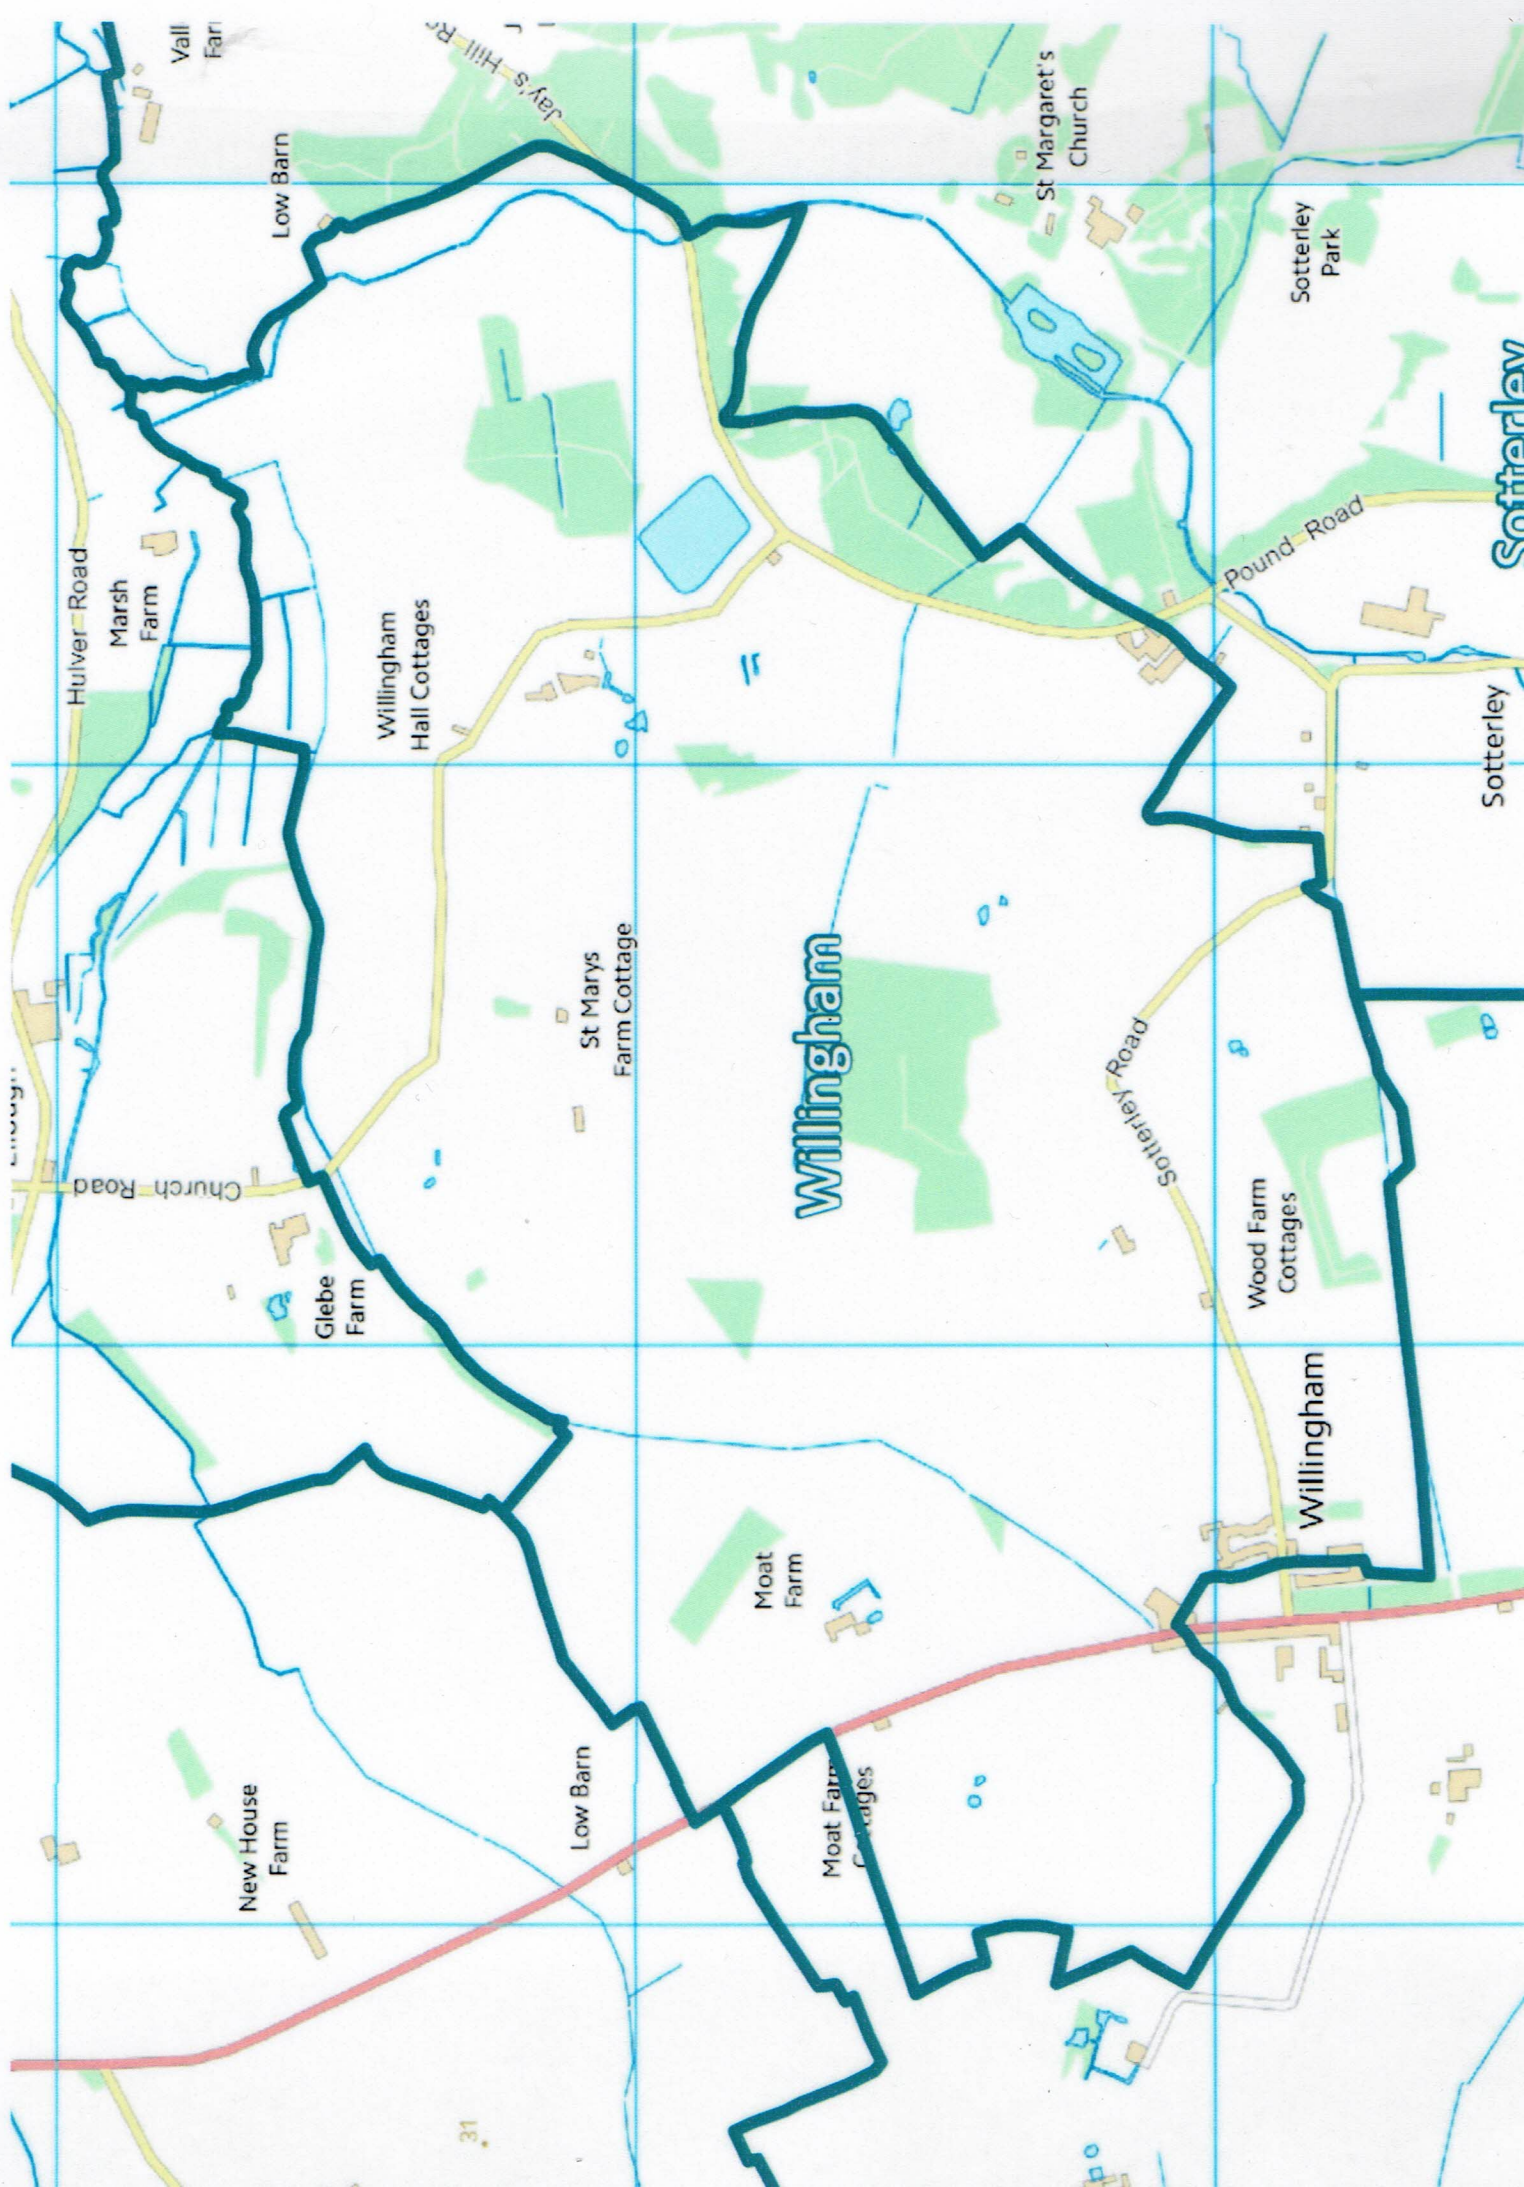 Jay's Hill
Low Barn
St Margaret's
Church
Sotterley
Park
Sotterley
Pound Road
Hulver Road
Marsh
Farm
Willingham
Hall Cottages
Sotterley
St Marys
Farm Cottage
Willingham
Sotterley Road
Church Road
Glebe
Farm
Wood Farm
Cottages
Willingham
Moat
Farm
New House
Farm
Low Barn
Moat Farm
Cottages
31